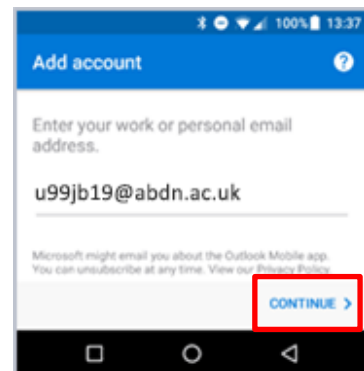 100% 13:37
Add account ?
Enter your work or personal email
address.
u99jb19@abdn.ac.uk
Microsoft might email you about the Outlook Mobile app.
You can unsubscribe at any time. View our Privacy Policy.
CONTINUE >